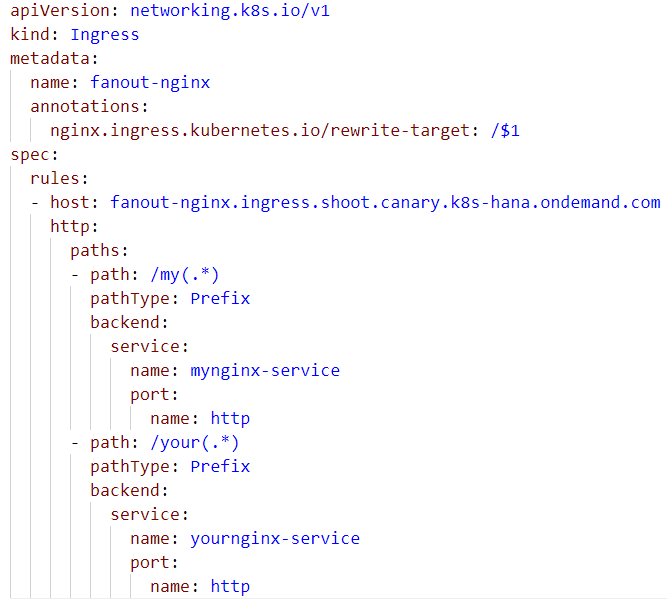 apiVersion: networking.k8s.io/v1
kind: Ingress
metadata:
  name: fanout-nginx
  annotations:
    nginx.ingress.kubernetes.io/rewrite-target: /$1
spec:
  rules:
  - host: fanout-nginx.ingress.shoot.canary.k8s-hana.ondemand.com
    http:
      paths:
      - path: /my(.*)
        pathType: Prefix
        backend:
          service:
            name: mynginx-service
            port:
              name: http
      - path: /your(.*)
        pathType: Prefix
        backend:
          service:
            name: yournginx-service
            port:
              name: http